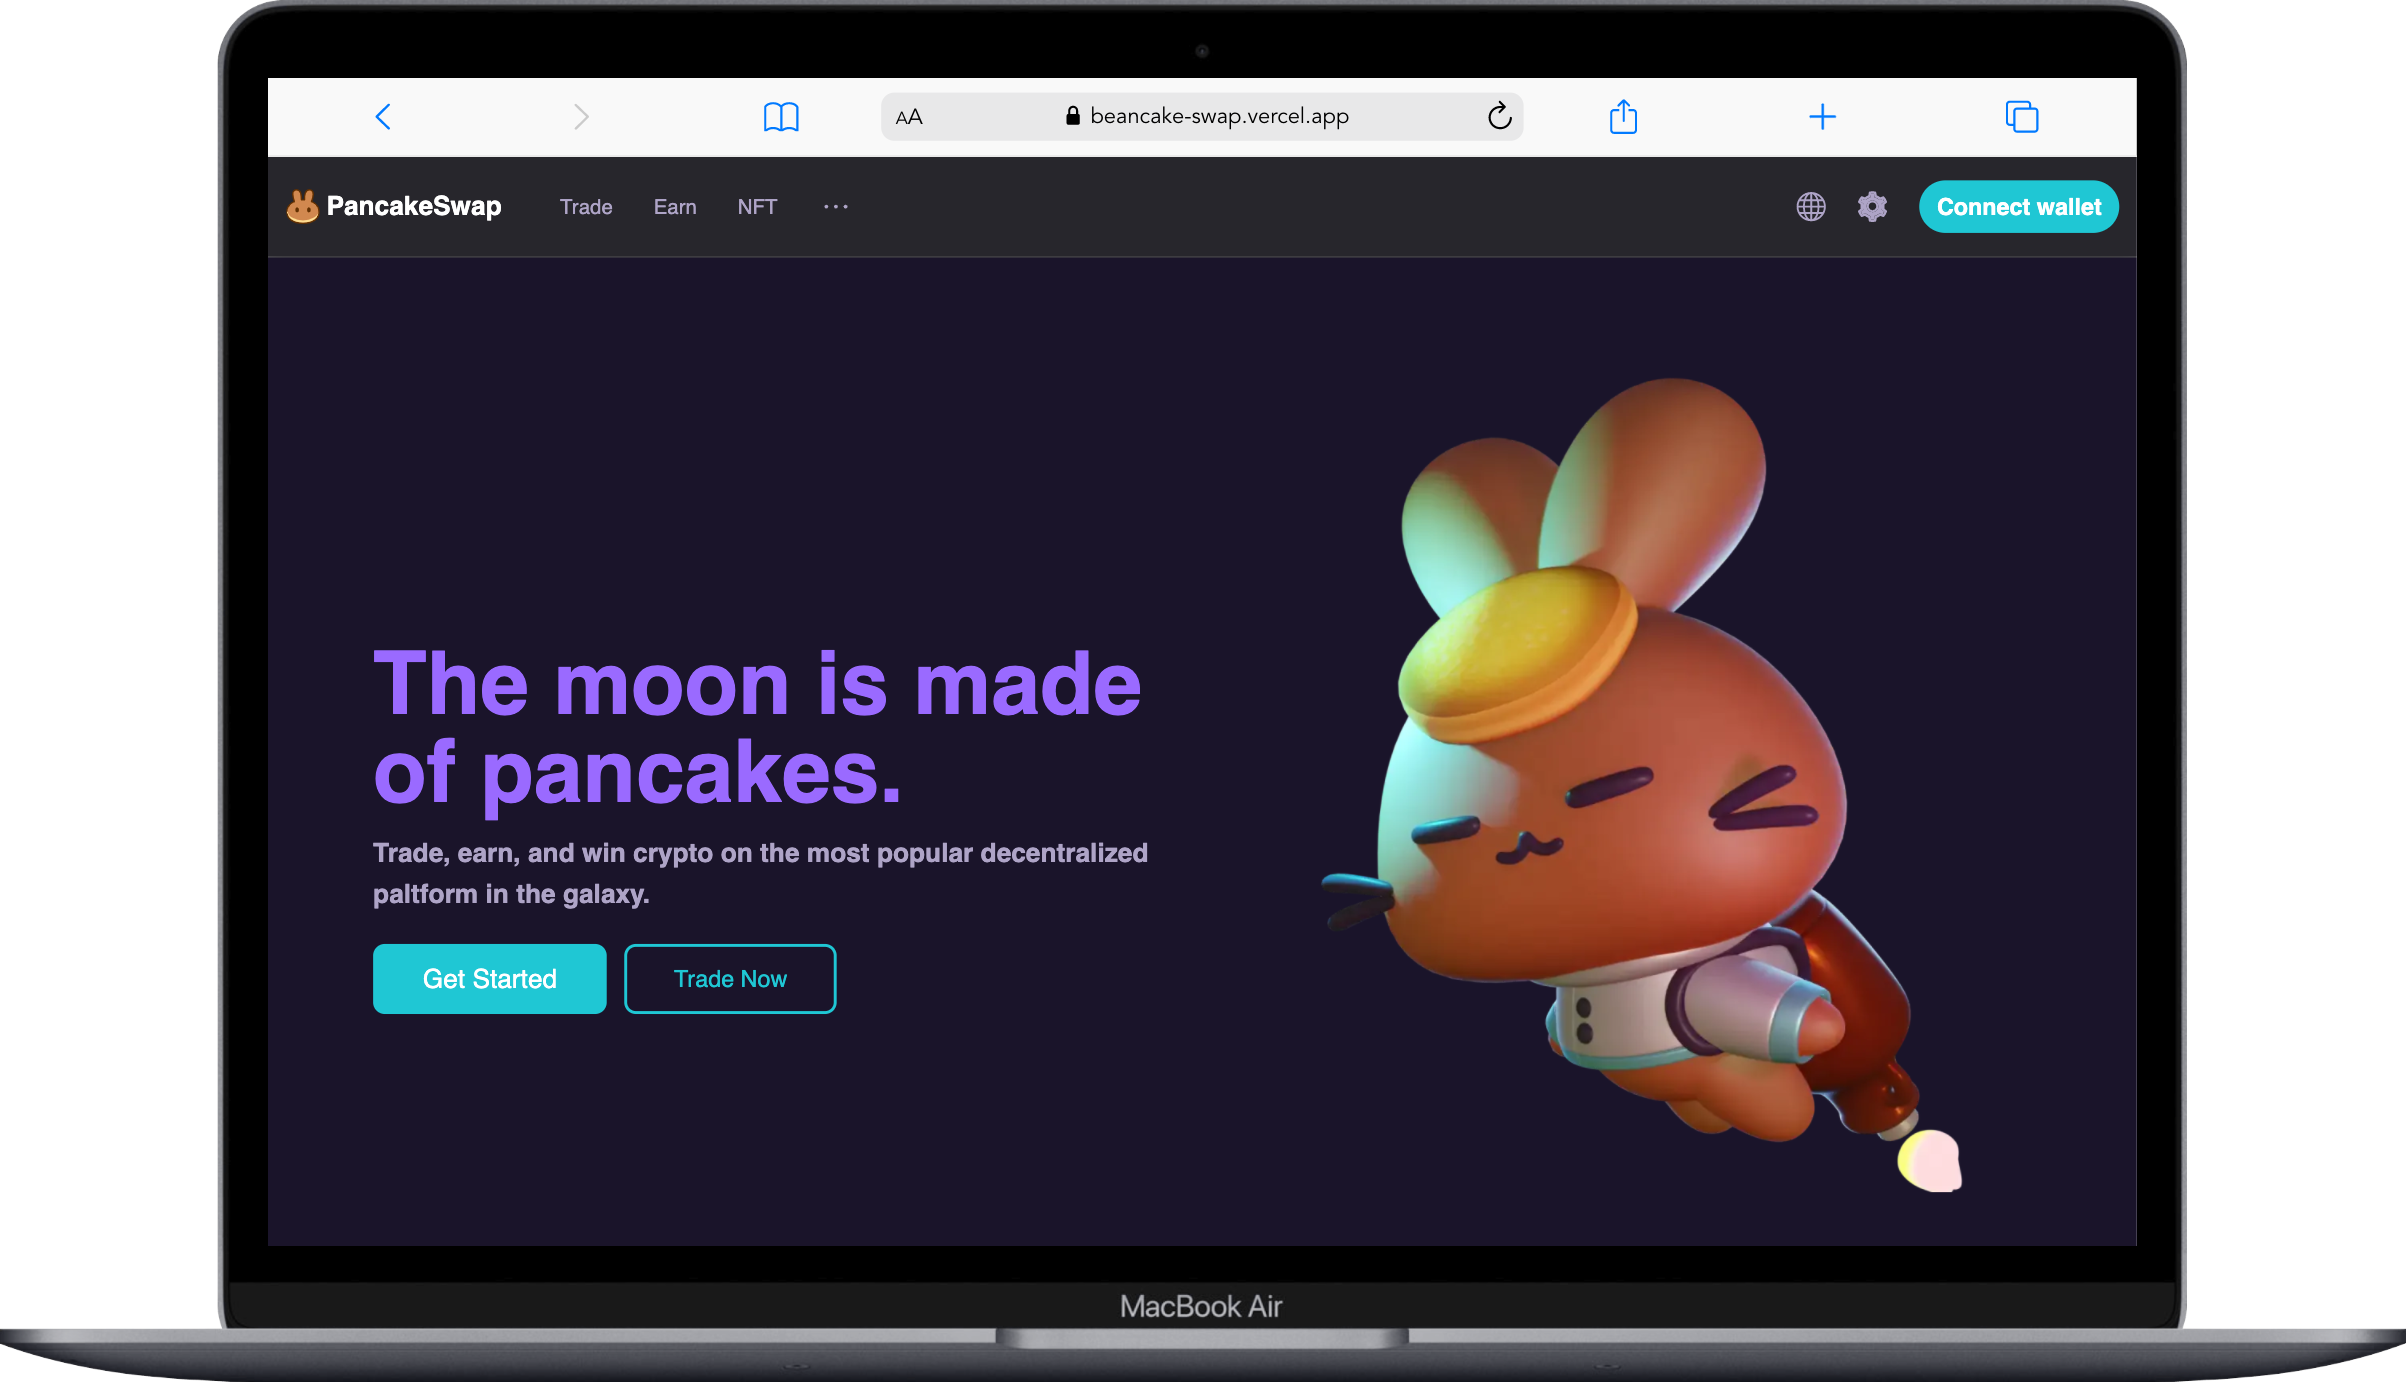 AA beancake-swap.vercel.app
PancakeSwap Trade Earn NFT ... Connect wallet
The moon is made
of pancakes.
Trade, earn, and win crypto on the most popular decentralized
paltform in the galaxy.
Get Started Trade Now
MacBook Air